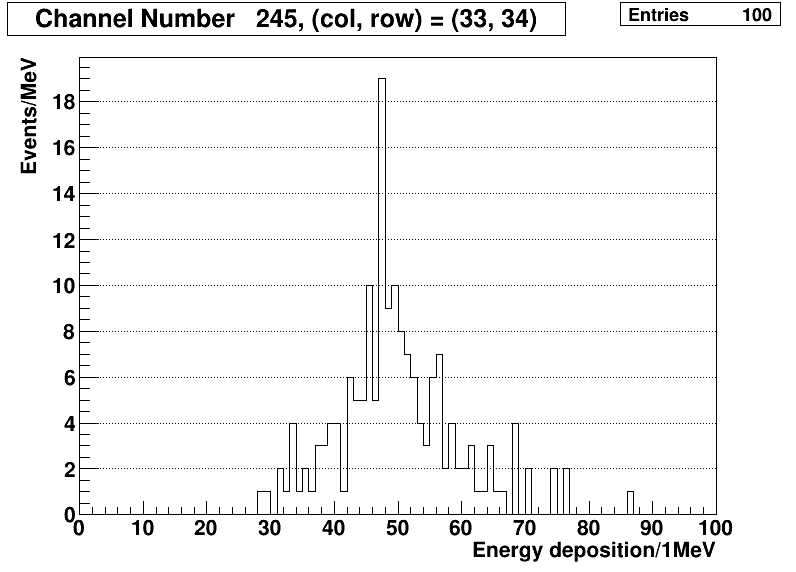 Channel Number 245, (col, row) = (33, 34)
Entries 100
Events/MeV
18
16
14
12
10
8
6
4
2
0
0 10 20 30 40 50 60 70 80 90 100
Energy deposition/1MeV